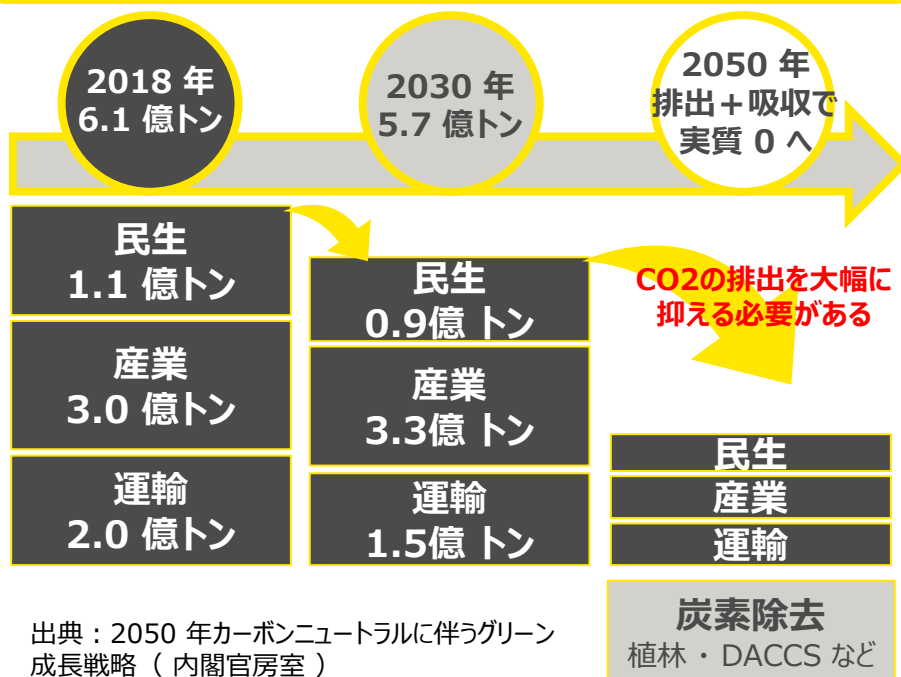 2018 年
6.1 億トン
2030 年
5.7 億トン
2050 年
排出＋吸収で
実質 0 へ
民生
1.1 億トン
産業
3.0 億トン
運輸
2.0 億トン
民生
0.9億 トン
産業
3.3億 トン
運輸
1.5億 トン
CO2の排出を大幅に
抑える必要がある
民生
産業
運輸
炭素除去
植林 ・ DACCS など
出典：2050 年カーボンニュートラルに伴うグリーン
成長戦略（ 内閣官房室 ）